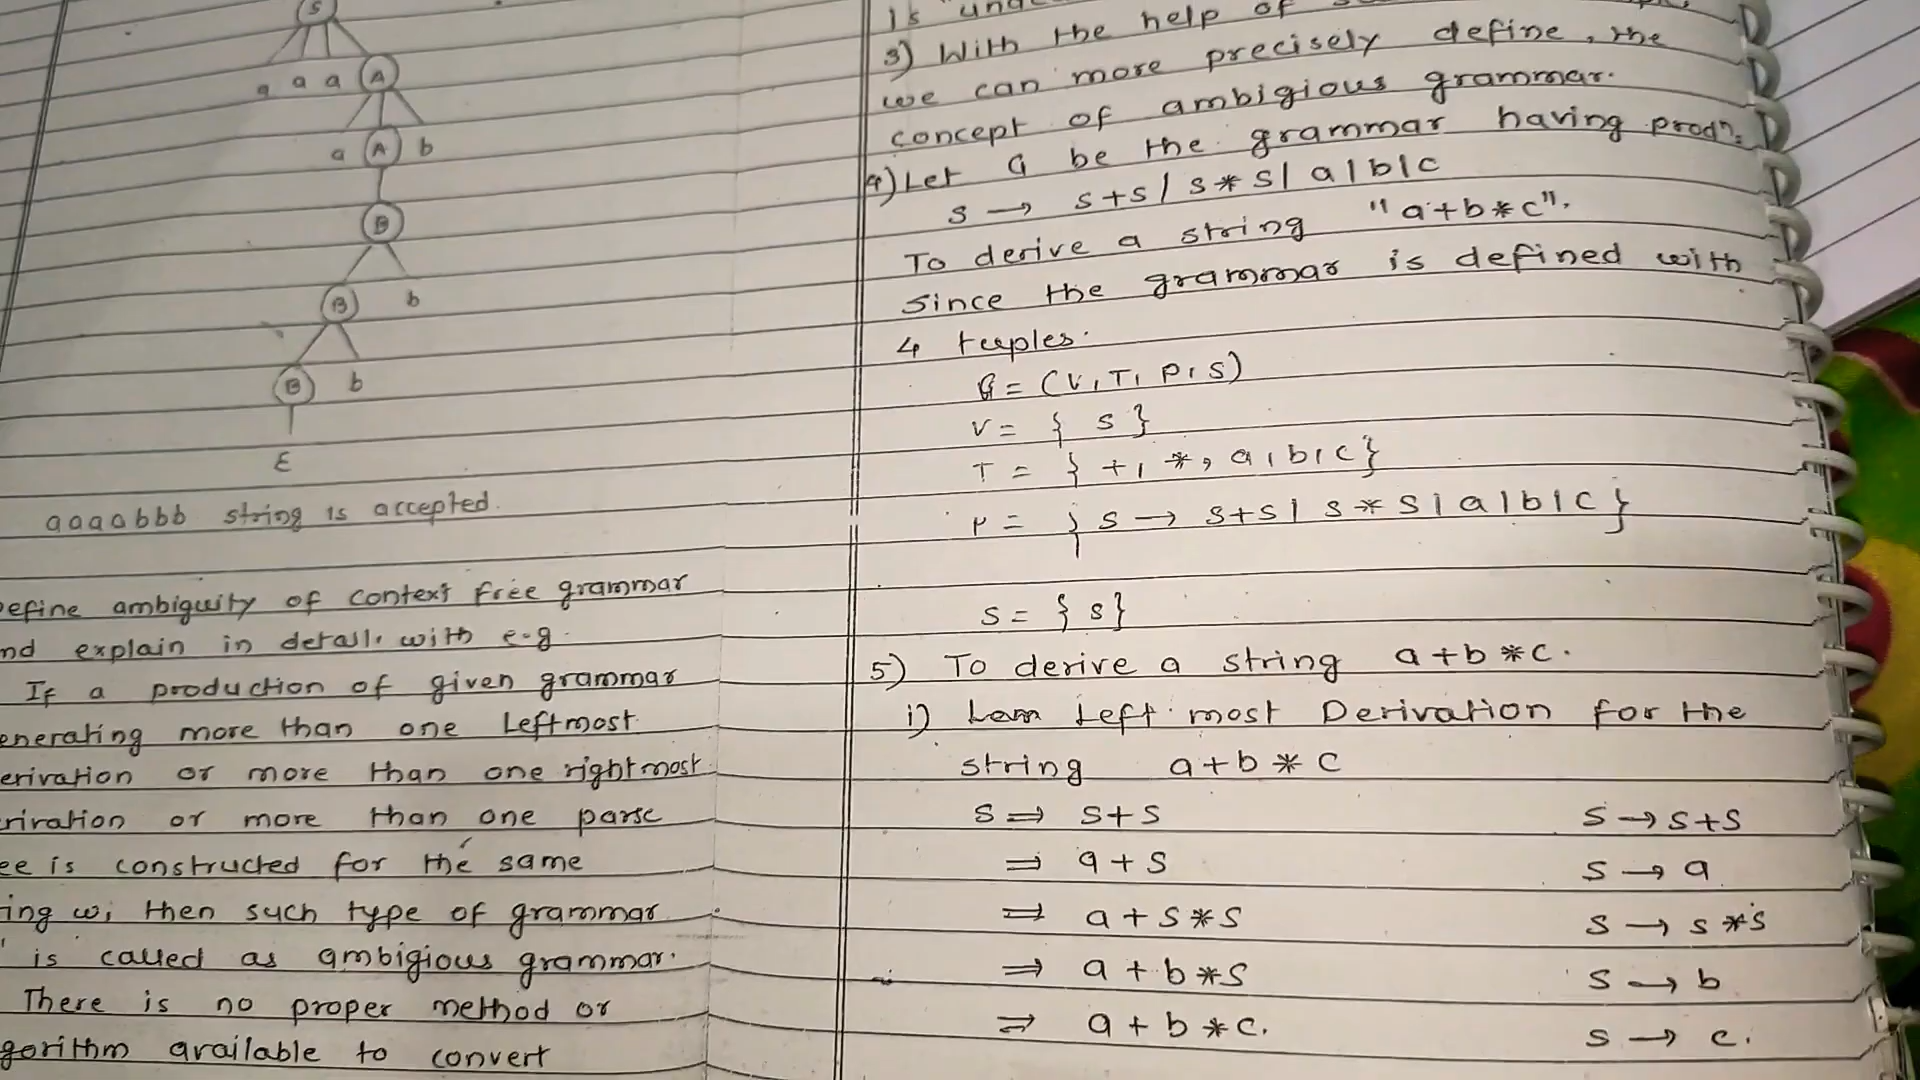 S
a a a A
a A b
B
B b
B b
ε
aaaabbb string is accepted.
efine ambiguity of context free grammar
nd explain in detail. with e.g.
If a production of given grammar
enerating more than one Leftmost
erivation or more than one rightmost
rivation or more than one parse
ee is constructed for the same
ing w, then such type of grammar
is called as ambigious grammar.
There is no proper method or
gorithm available to convert
is
3) With the help of
we can more precisely define, the
concept of ambigious grammar.
4) Let G be the grammar having prodn.
s → s+s | s*s | a|b|c
To derive a string "a+b*c".
since the grammar is defined with
4 tuples.
G = (V, T, P, S)
V = { s }
T = { +, *, a, b, c }
P = { s → s+s | s*s | a|b|c }
S = { s }
5) To derive a string a+b*c.
i) Left most Derivation for the
string a+b*c
s ⇒ s+s s → s+s
⇒ a+s s → a
⇒ a+s*s s → s*s
⇒ a+b*s s → b
⇒ a+b*c. s → c.